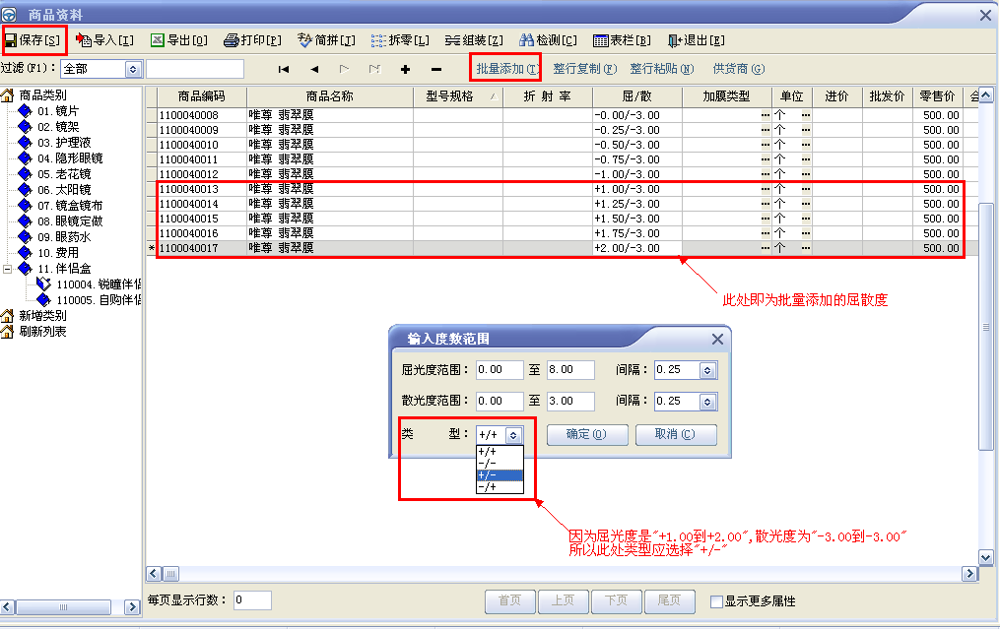 商品资料
保存[S] 导入[I] 导出[O] 打印[P] 简拼[J] 拆零[L] 组装[Z] 检测[C] 表栏[B] 退出[E]
过滤(F1): 全部 批量添加(T) 整行复制(F) 整行粘贴(N) 供货商(G)
商品类别
01.镜片
02.镜架
03.护理液
04.隐形眼镜
05.老花镜
06.太阳镜
07.镜盒镜布
08.眼镜定做
09.眼药水
10.费用
11.伴侣盒
110004.锐瞳伴侣
110005.自购伴侣
新增类别
刷新列表
商品编码 商品名称 型号规格 折 射 率 屈/散 加膜类型 单位 进价 批发价 零售价
1100040008 唯尊 翡翠膜 -0.00/-3.00 ... 个 ... 500.00
1100040009 唯尊 翡翠膜 -0.25/-3.00 ... 个 ... 500.00
1100040010 唯尊 翡翠膜 -0.50/-3.00 ... 个 ... 500.00
1100040011 唯尊 翡翠膜 -0.75/-3.00 ... 个 ... 500.00
1100040012 唯尊 翡翠膜 -1.00/-3.00 ... 个 ... 500.00
1100040013 唯尊 翡翠膜 +1.00/-3.00 ... 个 ... 500.00
1100040014 唯尊 翡翠膜 +1.25/-3.00 ... 个 ... 500.00
1100040015 唯尊 翡翠膜 +1.50/-3.00 ... 个 ... 500.00
1100040016 唯尊 翡翠膜 +1.75/-3.00 ... 个 ... 500.00
* 1100040017 唯尊 翡翠膜 +2.00/-3.00 ... 个 ... 500.00
此处即为批量添加的屈散度
输入度数范围
屈光度范围: 0.00 至 8.00 间隔: 0.25
散光度范围: 0.00 至 3.00 间隔: 0.25
类 型: +/+ 确定(O) 取消(C)
+/+
-/-
+/-
-/+
因为屈光度是"+1.00到+2.00",散光度为"-3.00到-3.00"
所以此处类型应选择"+/-"
每页显示行数: 0 首页 上页 下页 尾页 显示更多属性